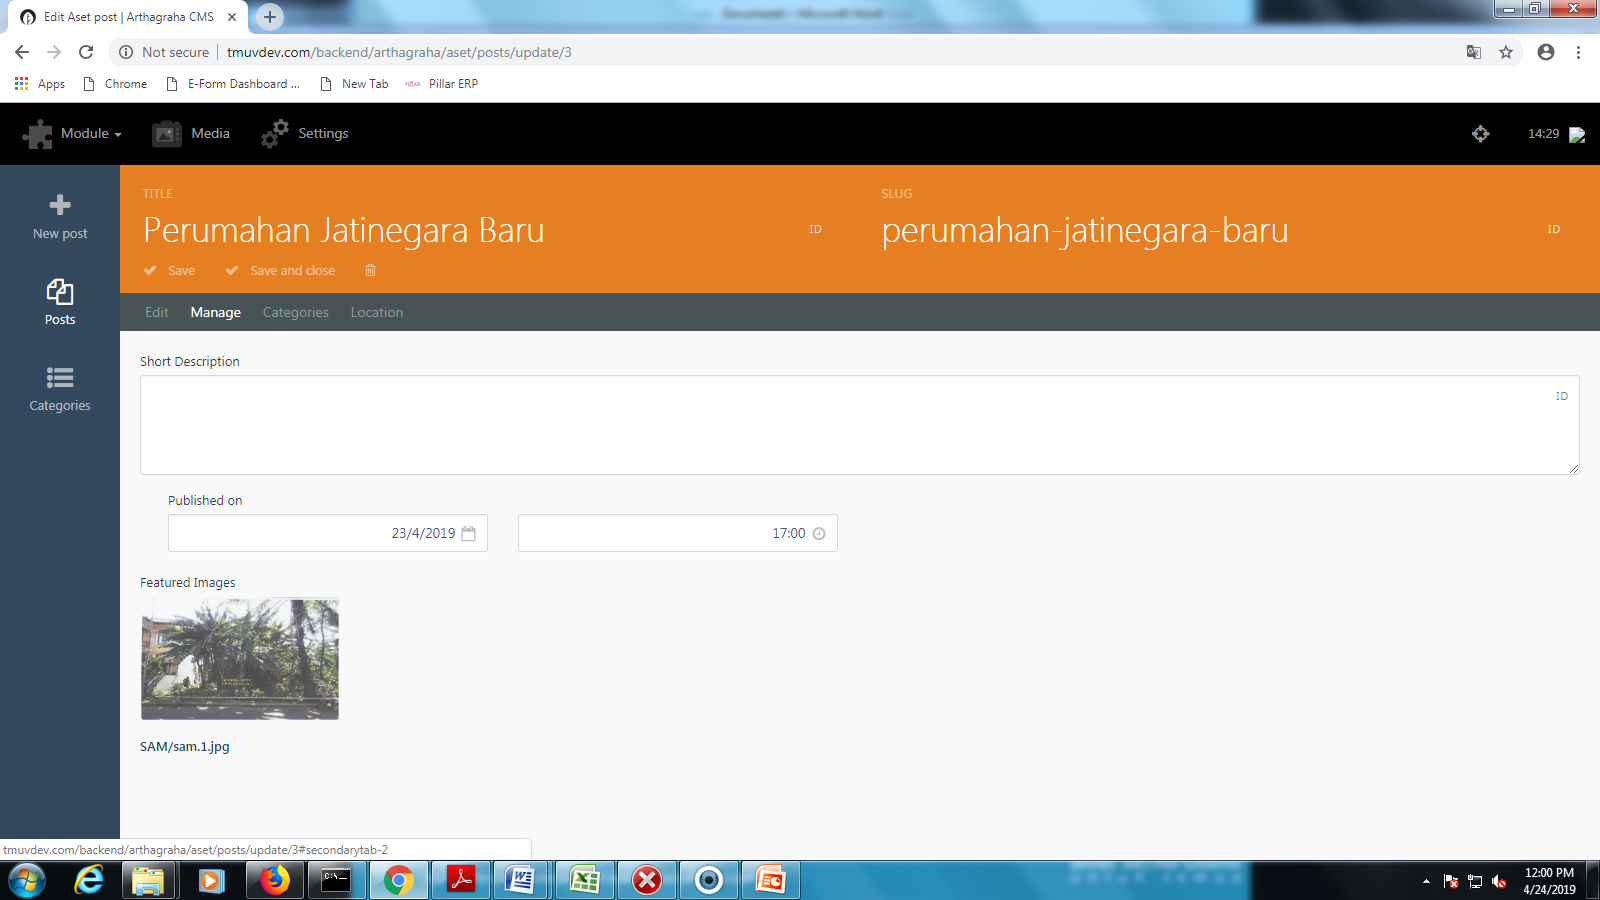 Edit Aset post | Arthagraha CMS
Not secure
tmuvdev.com/backend/arthagraha/aset/posts/update/3
Apps
Chrome
E-Form Dashboard ...
New Tab
Pillar ERP
Module
Media
Settings
14:29
New post
Posts
Categories
TITLE
Perumahan Jatinegara Baru
ID
SLUG
perumahan-jatinegara-baru
ID
Save
Save and close
Edit
Manage
Categories
Location
Short Description
ID
Published on
23/4/2019
17:00
Featured Images
SAM/sam.1.jpg
tmuvdev.com/backend/arthagraha/aset/posts/update/3#secondarytab-2
C:\
12:00 PM
4/24/2019